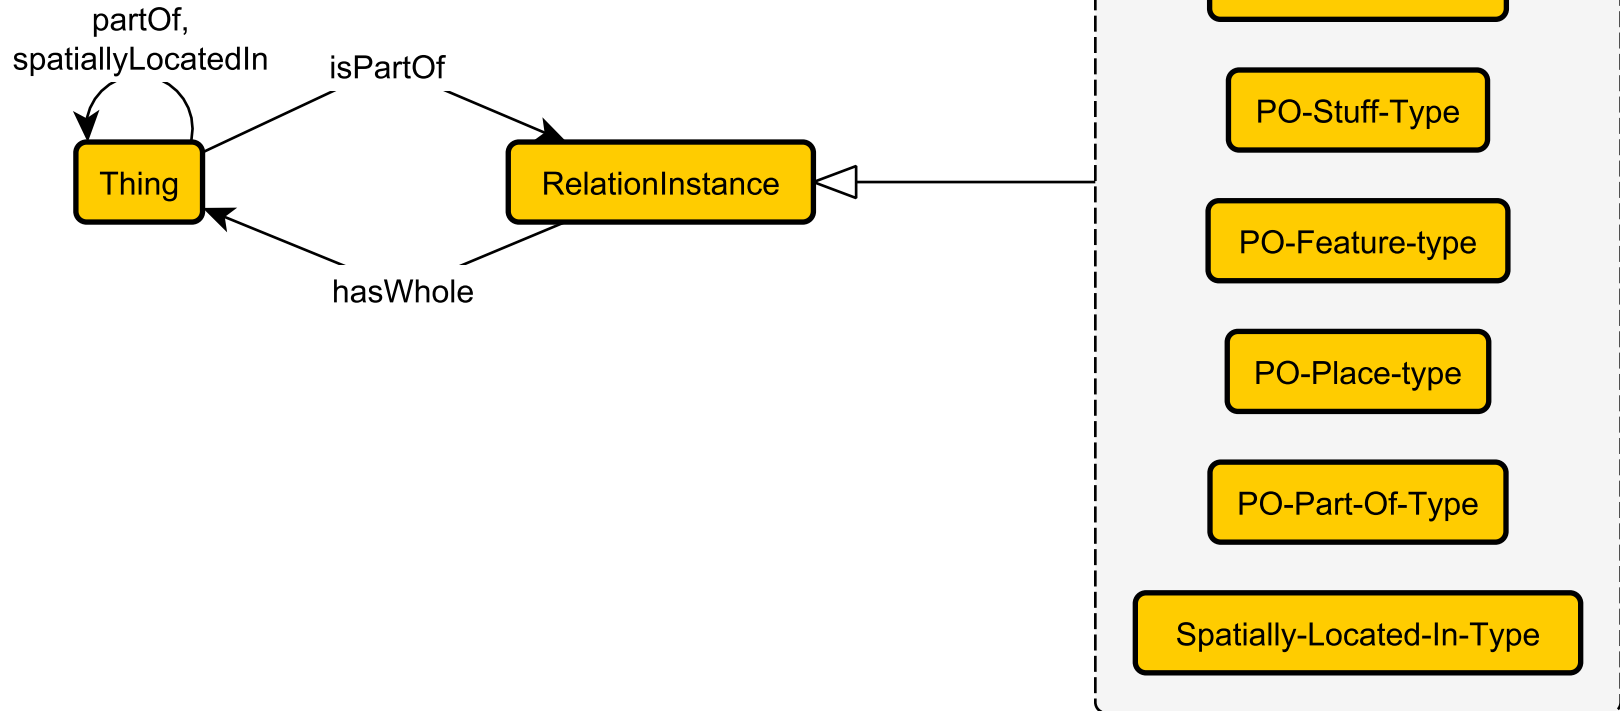 partOf,
spatiallyLocatedIn
isPartOf
Thing
RelationInstance
hasWhole
PO-Stuff-Type
PO-Feature-type
PO-Place-type
PO-Part-Of-Type
Spatially-Located-In-Type